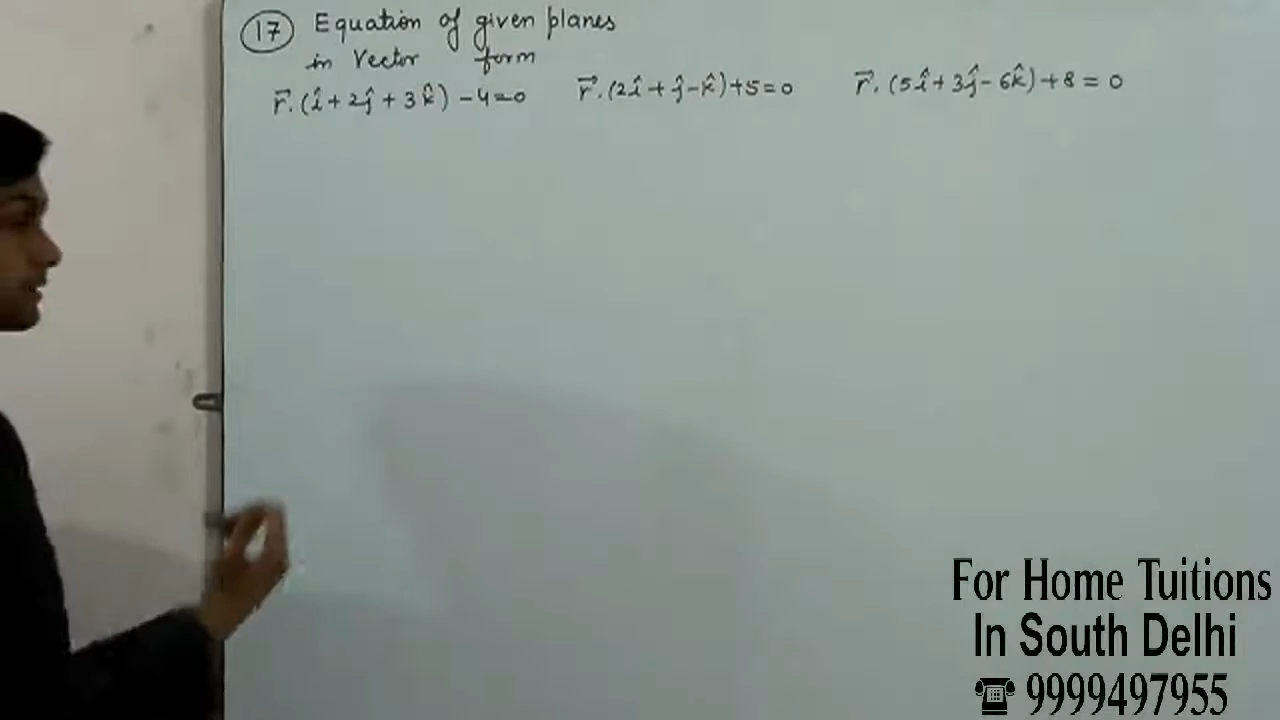 17 Equation of given planes
in Vector form
r⃗.(î+2ĵ+3k̂)-4=0 r⃗.(2î+ĵ-k̂)+5=0 r⃗.(5î+3ĵ-6k̂)+8=0
For Home Tuitions
In South Delhi
☎ 9999497955